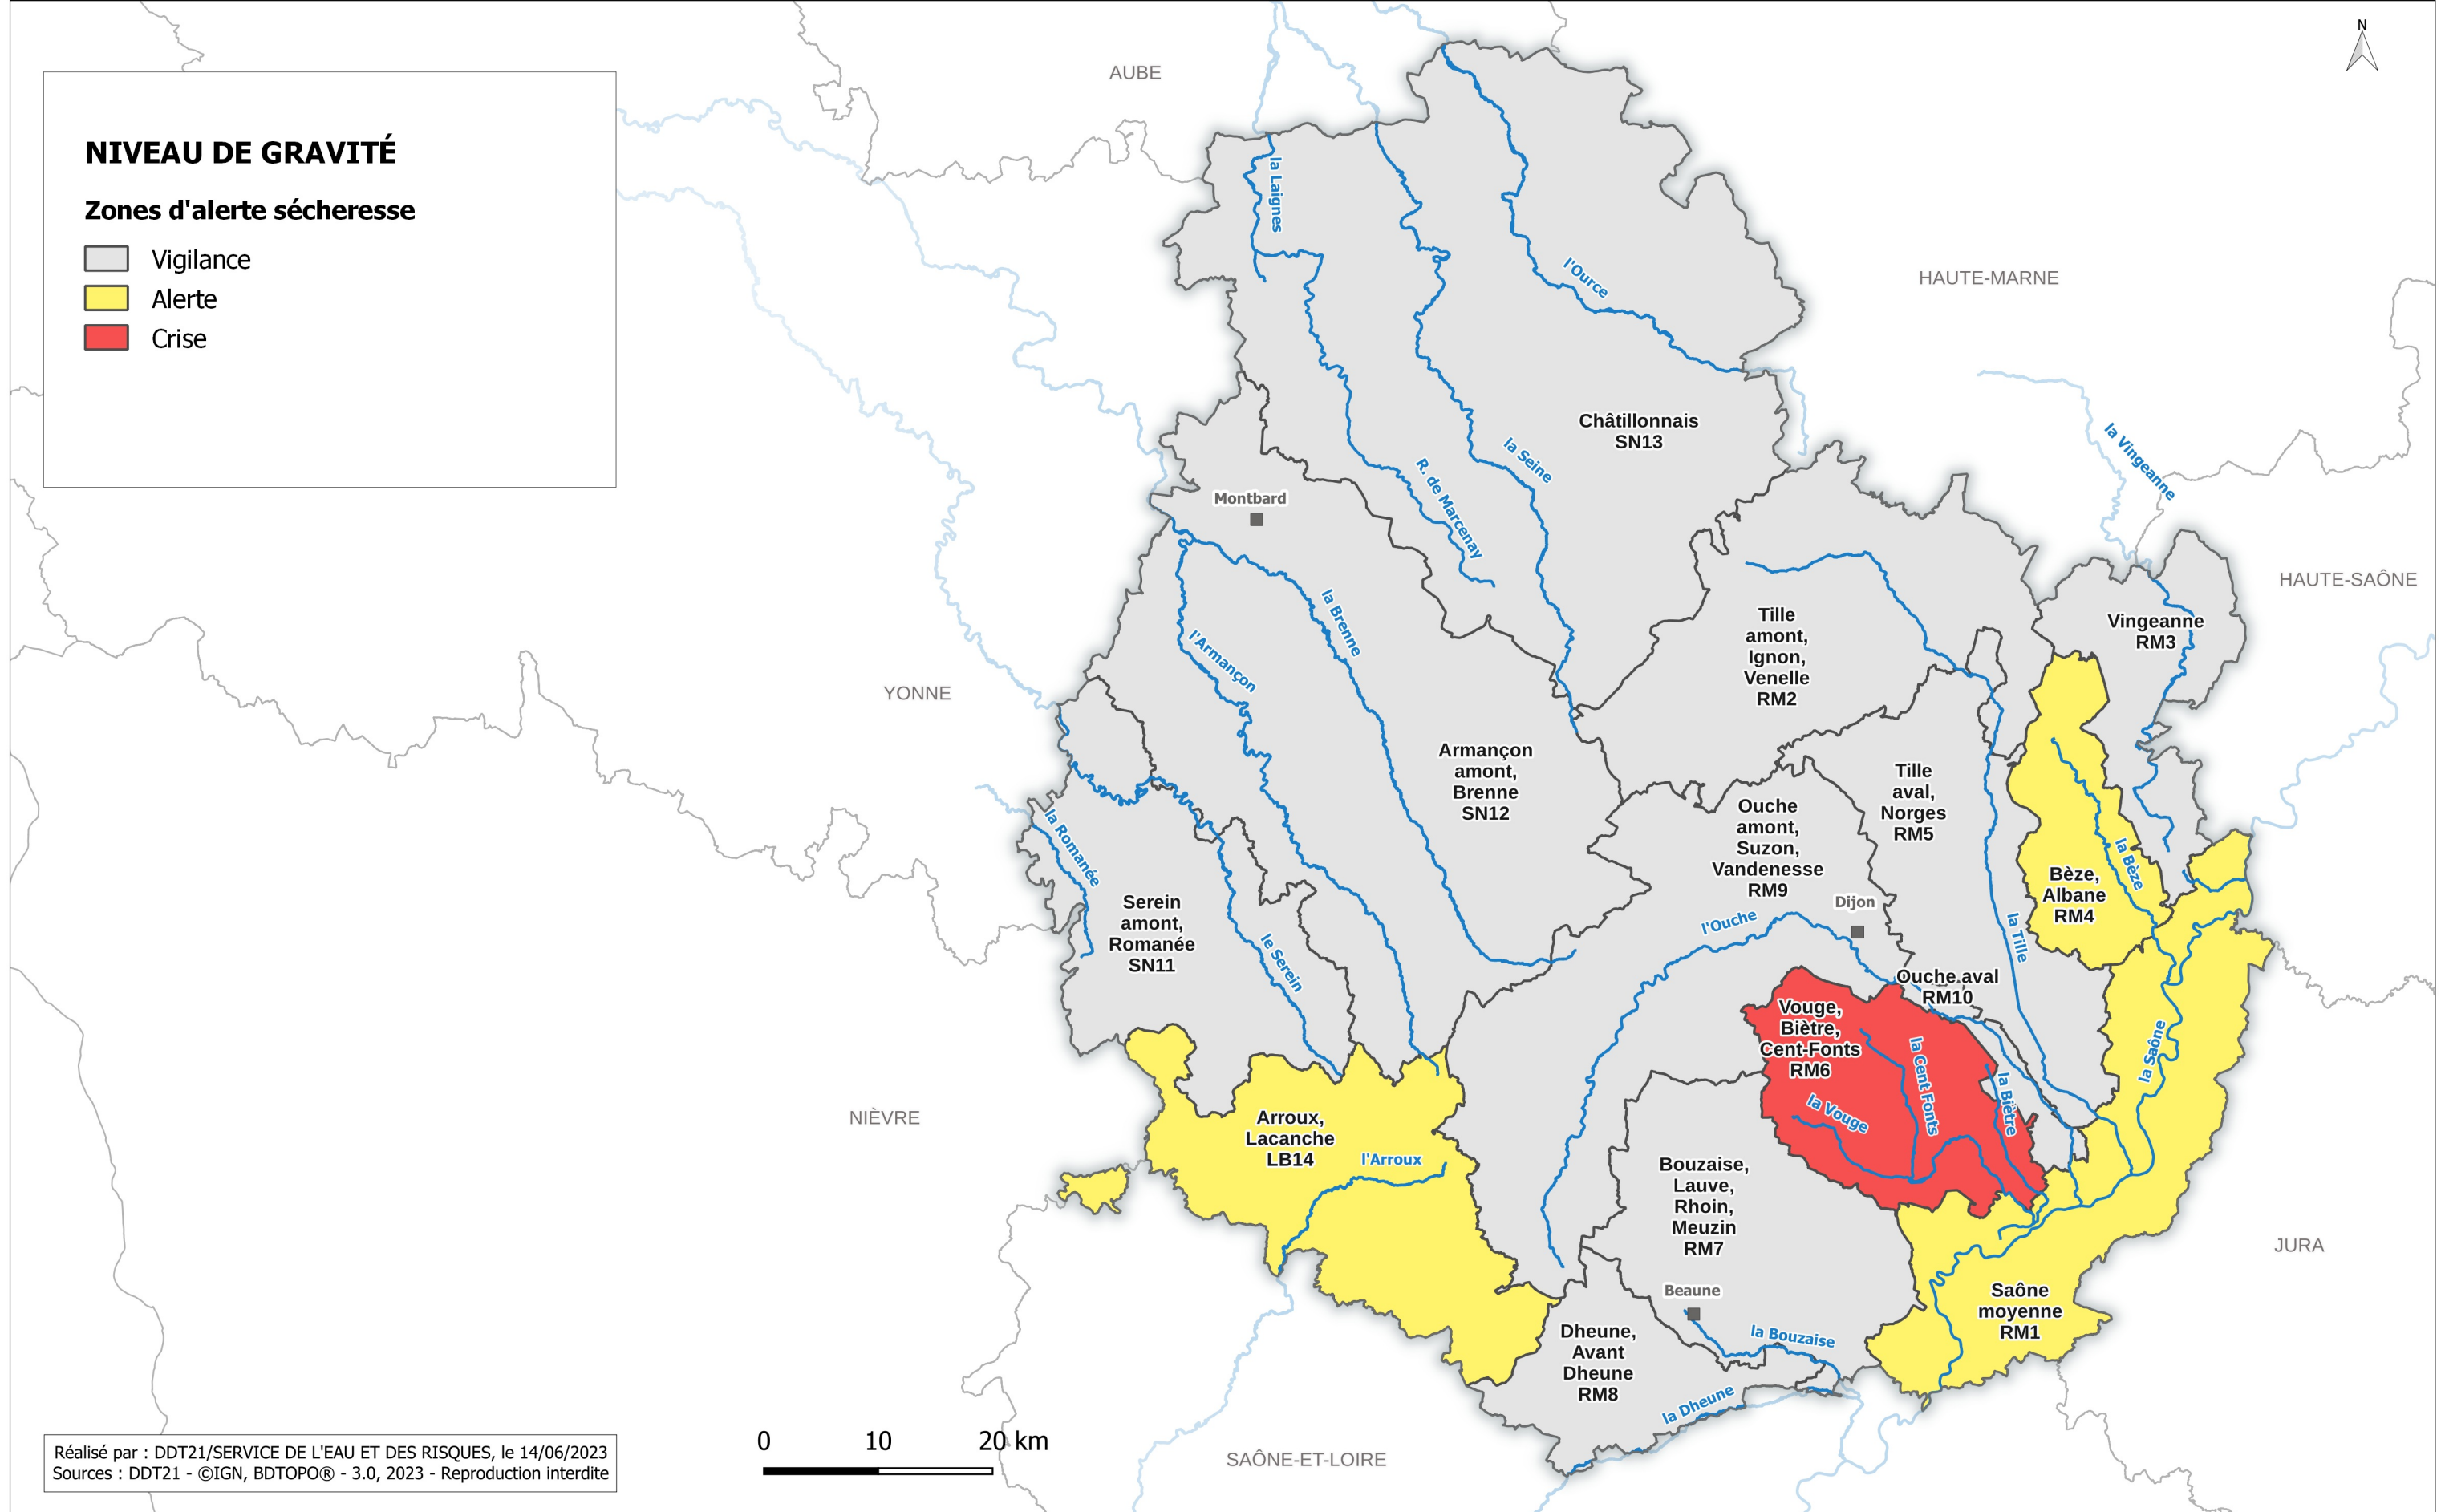 N
AUBE
NIVEAU DE GRAVITÉ
Zones d'alerte sécheresse
Vigilance
Alerte
Crise
la Laignes
l'Ource
HAUTE-MARNE
Châtillonnais
SN13
la Seine
R. de Marcenay
la Vingeanne
Montbard
HAUTE-SAÔNE
la Brenne
l'Armançon
Tille
amont,
Ignon,
Venelle
RM2
Vingeanne
RM3
YONNE
Armançon
amont,
Brenne
SN12
Tille
aval,
Norges
RM5
Ouche
amont,
Suzon,
Vandenesse
RM9
la Romanée
Bèze,
Albane
RM4
la Bèze
Dijon
Serein
amont,
Romanée
SN11
le Serein
l'Ouche
la Tille
Ouche aval
RM10
Vouge,
Biètre,
Cent-Fonts
RM6
la Cent Fonts
la Biètre
la Vouge
la Saône
NIÈVRE
Arroux,
Lacanche
LB14
l'Arroux
Bouzaise,
Lauve,
Rhoin,
Meuzin
RM7
JURA
Beaune
Saône
moyenne
RM1
la Bouzaise
Dheune,
Avant
Dheune
RM8
la Dheune
SAÔNE-ET-LOIRE
0 10 20 km
Réalisé par : DDT21/SERVICE DE L'EAU ET DES RISQUES, le 14/06/2023
Sources : DDT21 - ©IGN, BDTOPO® - 3.0, 2023 - Reproduction interdite